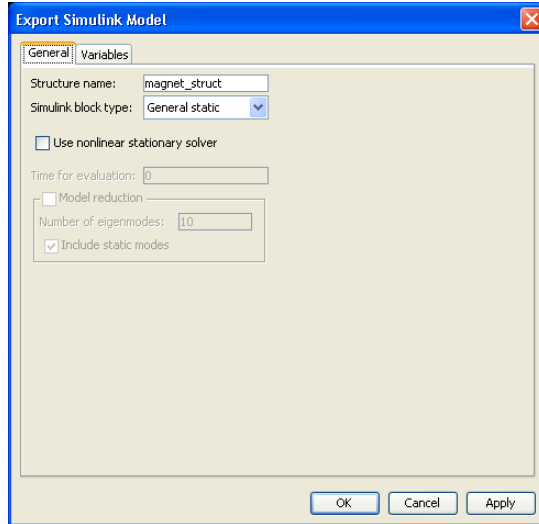 Export Simulink Model
General Variables
Structure name: magnet_struct
Simulink block type: General static
Use nonlinear stationary solver
Time for evaluation: 0
Model reduction
Number of eigenmodes: 10
Include static modes
OK Cancel Apply